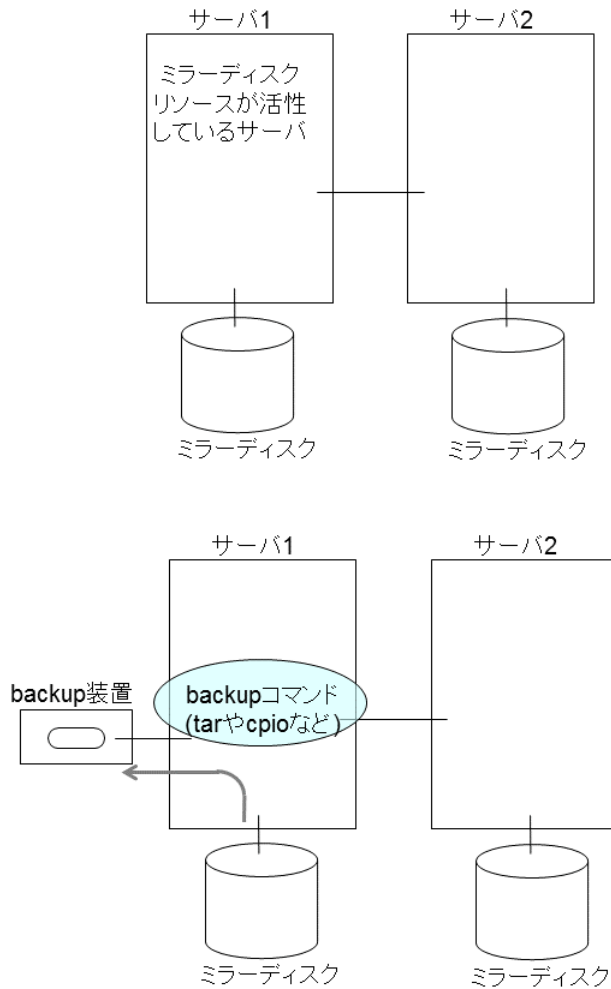 サーバ1
サーバ2
ミラーディスク
リソースが活性
しているサーバ
ミラーディスク
ミラーディスク
サーバ1
サーバ2
backup装置
backupコマンド
(tarやcpioなど)
ミラーディスク
ミラーディスク